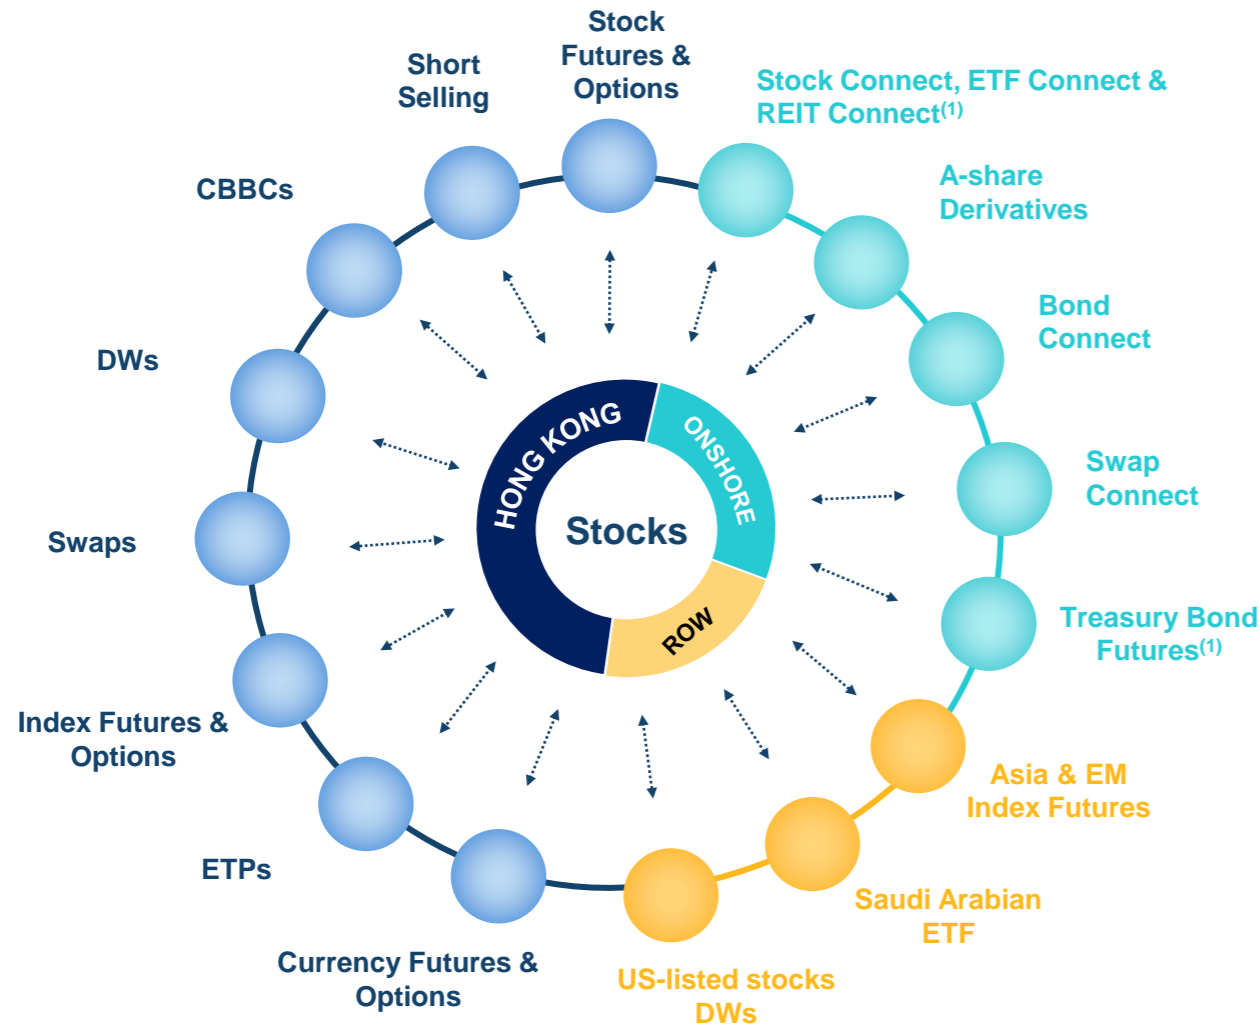 Stock
Futures &
Options
Short
Selling
Stock Connect, ETF Connect &
REIT Connect(1)
CBBCs
A-share
Derivatives
Bond
Connect
DWs
HONG KONG
ONSHORE
Stocks
ROW
Swap
Connect
Swaps
Treasury Bond
Futures(1)
Index Futures &
Options
Asia & EM
Index Futures
ETPs
Saudi Arabian
ETF
Currency Futures &
Options
US-listed stocks
DWs